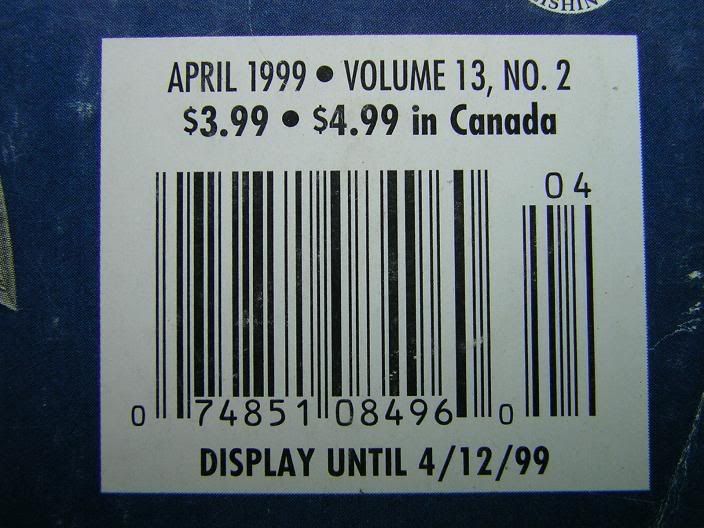 APRIL 1999 • VOLUME 13, NO. 2
$3.99 • $4.99 in Canada
04
0 74851 08496 0
DISPLAY UNTIL 4/12/99